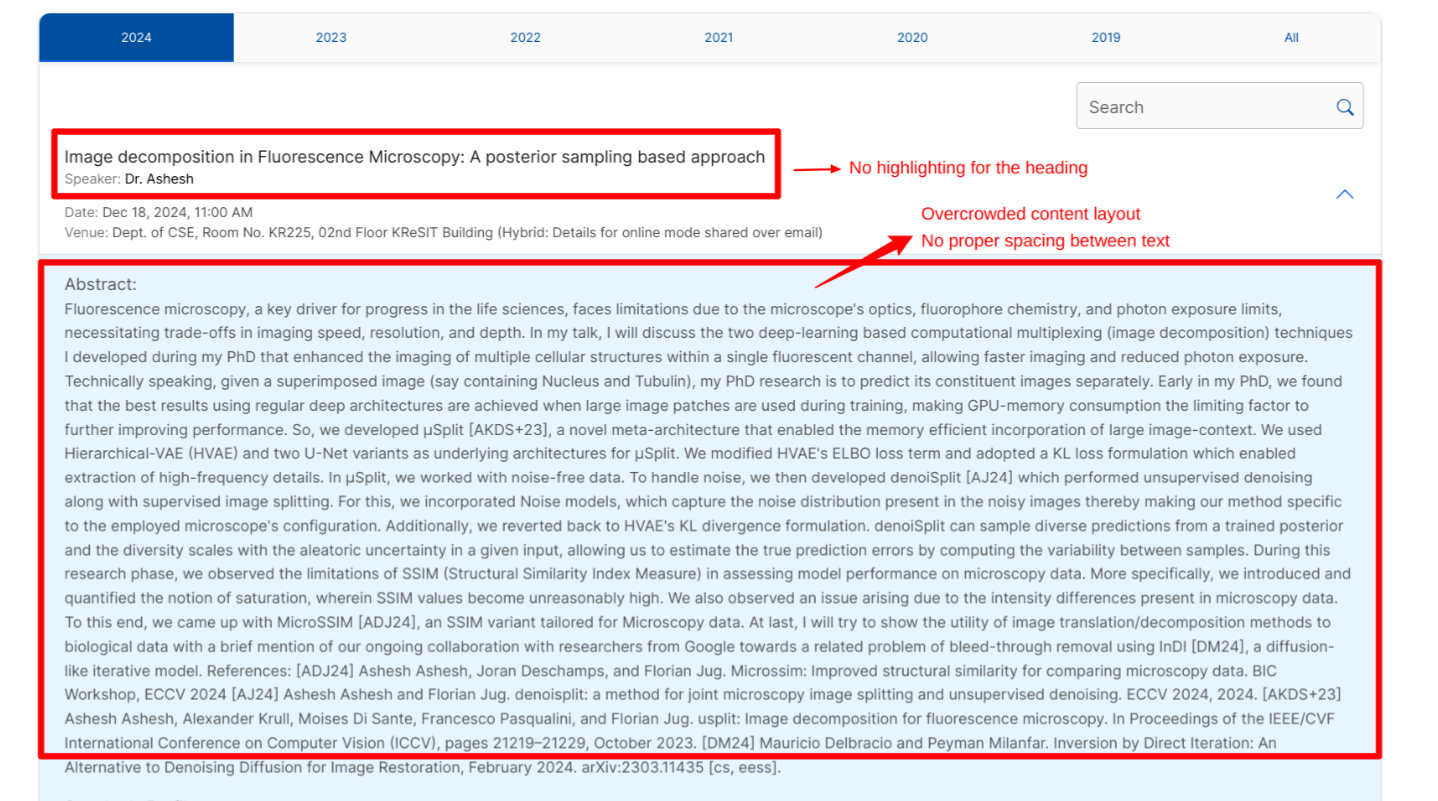 2024 2023 2022 2021 2020 2019 All
Search
Image decomposition in Fluorescence Microscopy: A posterior sampling based approach
No highlighting for the heading
Speaker: Dr. Ashesh
Date: Dec 18, 2024, 11:00 AM
Overcrowded content layout
Venue: Dept. of CSE, Room No. KR225, 02nd Floor KReSIT Building (Hybrid: Details for online mode shared over email)
No proper spacing between text
Abstract:
Fluorescence microscopy, a key driver for progress in the life sciences, faces limitations due to the microscope's optics, fluorophore chemistry, and photon exposure limits,
necessitating trade-offs in imaging speed, resolution, and depth. In my talk, I will discuss the two deep-learning based computational multiplexing (image decomposition) techniques
I developed during my PhD that enhanced the imaging of multiple cellular structures within a single fluorescent channel, allowing faster imaging and reduced photon exposure.
Technically speaking, given a superimposed image (say containing Nucleus and Tubulin), my PhD research is to predict its constituent images separately. Early in my PhD, we found
that the best results using regular deep architectures are achieved when large image patches are used during training, making GPU-memory consumption the limiting factor to
further improving performance. So, we developed μSplit [AKDS+23], a novel meta-architecture that enabled the memory efficient incorporation of large image-context. We used
Hierarchical-VAE (HVAE) and two U-Net variants as underlying architectures for μSplit. We modified HVAE's ELBO loss term and adopted a KL loss formulation which enabled
extraction of high-frequency details. In μSplit, we worked with noise-free data. To handle noise, we then developed denoiSplit [AJ24] which performed unsupervised denoising
along with supervised image splitting. For this, we incorporated Noise models, which capture the noise distribution present in the noisy images thereby making our method specific
to the employed microscope's configuration. Additionally, we reverted back to HVAE's KL divergence formulation. denoiSplit can sample diverse predictions from a trained posterior
and the diversity scales with the aleatoric uncertainty in a given input, allowing us to estimate the true prediction errors by computing the variability between samples. During this
research phase, we observed the limitations of SSIM (Structural Similarity Index Measure) in assessing model performance on microscopy data. More specifically, we introduced and
quantified the notion of saturation, wherein SSIM values become unreasonably high. We also observed an issue arising due to the intensity differences present in microscopy data.
To this end, we came up with MicroSSIM [ADJ24], an SSIM variant tailored for Microscopy data. At last, I will try to show the utility of image translation/decomposition methods to
biological data with a brief mention of our ongoing collaboration with researchers from Google towards a related problem of bleed-through removal using InDI [DM24], a diffusion-
like iterative model. References: [ADJ24] Ashesh Ashesh, Joran Deschamps, and Florian Jug. Microssim: Improved structural similarity for comparing microscopy data. BIC
Workshop, ECCV 2024 [AJ24] Ashesh Ashesh and Florian Jug. denoisplit: a method for joint microscopy image splitting and unsupervised denoising. ECCV 2024, 2024. [AKDS+23]
Ashesh Ashesh, Alexander Krull, Moises Di Sante, Francesco Pasqualini, and Florian Jug. usplit: Image decomposition for fluorescence microscopy. In Proceedings of the IEEE/CVF
International Conference on Computer Vision (ICCV), pages 21219–21229, October 2023. [DM24] Mauricio Delbracio and Peyman Milanfar. Inversion by Direct Iteration: An
Alternative to Denoising Diffusion for Image Restoration, February 2024. arXiv:2303.11435 [cs, eess].